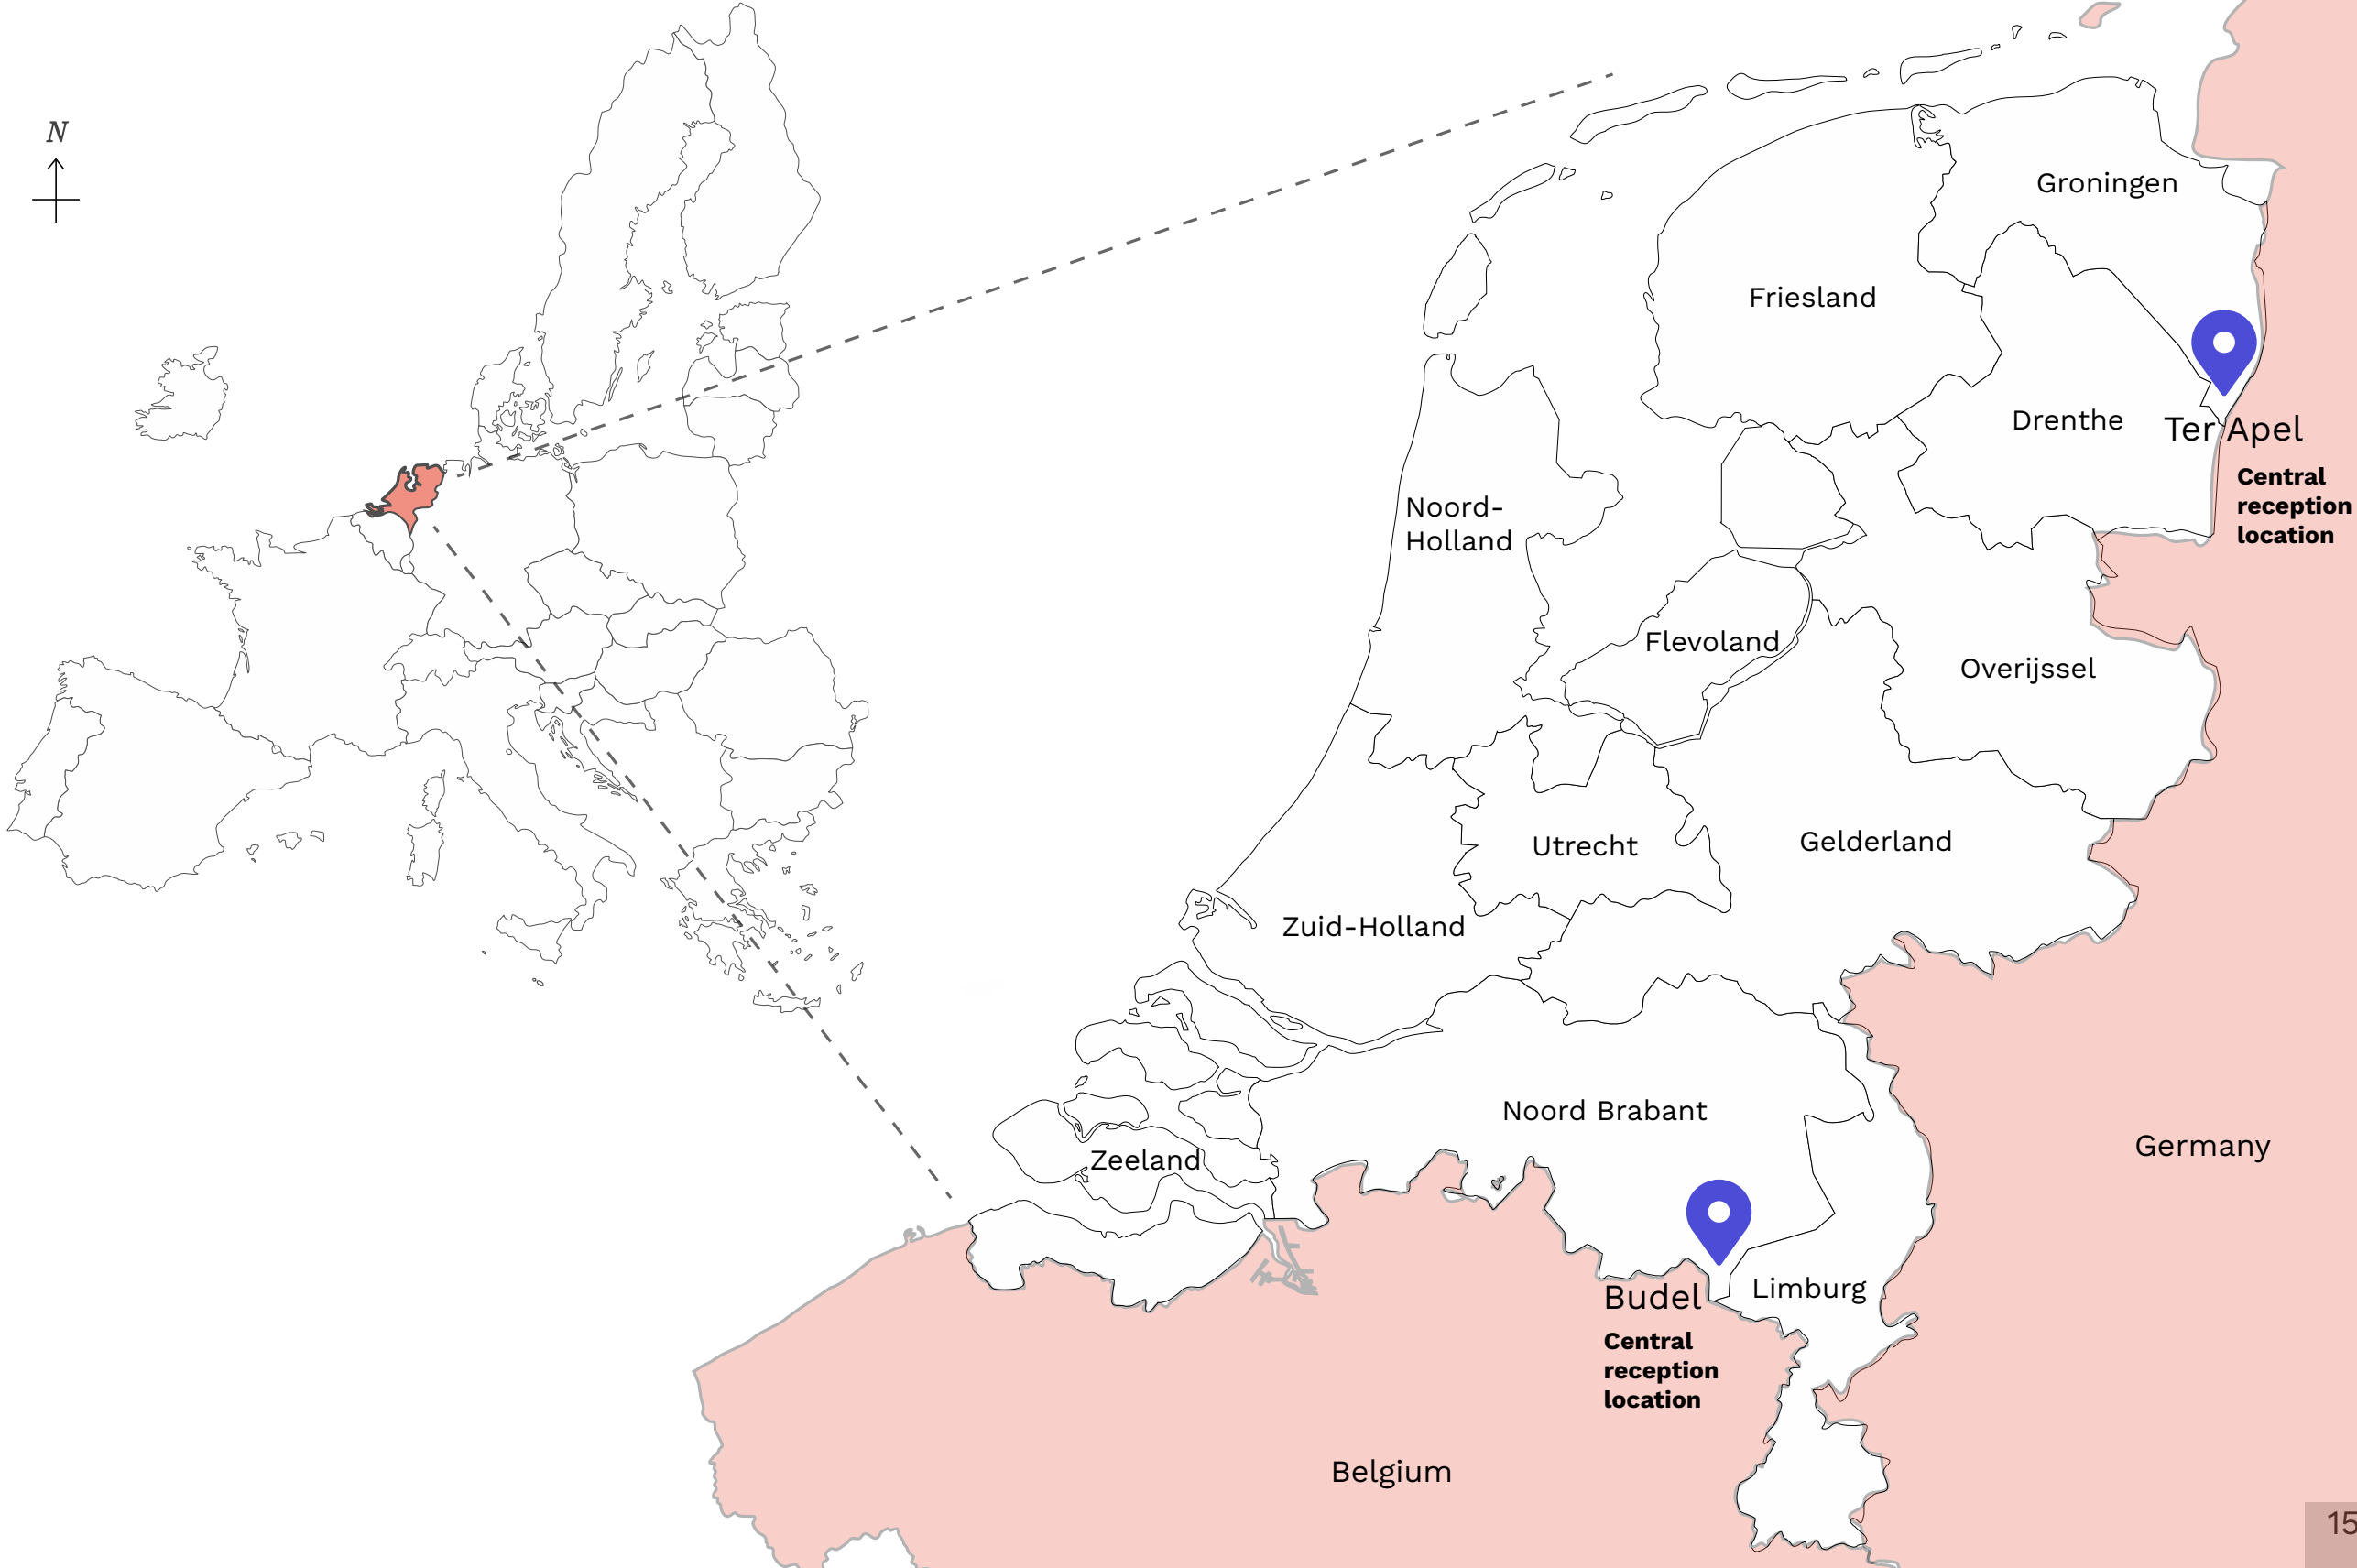 N
Groningen
Friesland
Drenthe
Ter Apel
Central
reception
location
Noord-
Holland
Flevoland
Overijssel
Utrecht
Gelderland
Zuid-Holland
Noord Brabant
Zeeland
Germany
Limburg
Budel
Central
reception
location
Belgium
15